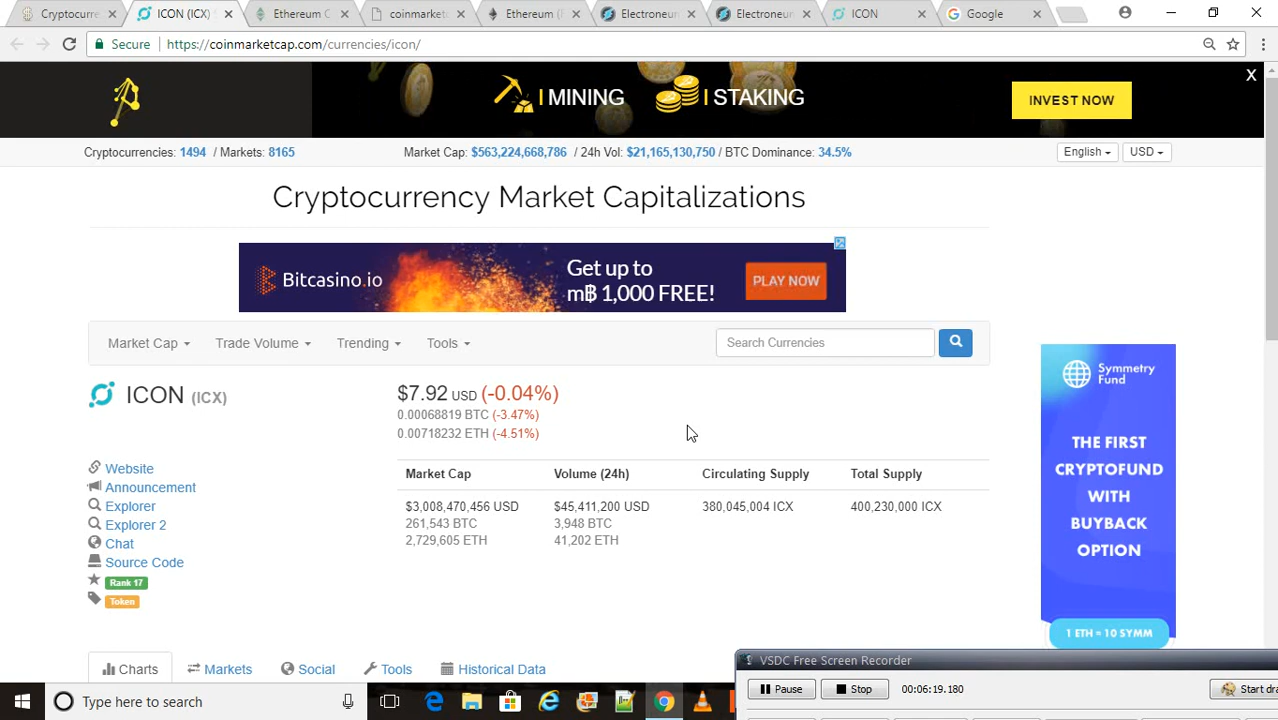 Cryptocurre
ICON (ICX)
Ethereum C
coinmarket
Ethereum (
Electroneu
Electroneu
ICON
Google
Secure
https://coinmarketcap.com/currencies/icon/
I MINING
I STAKING
INVEST NOW
X
Cryptocurrencies: 1494 / Markets: 8165
Market Cap: $563,224,668,786 / 24h Vol: $21,165,130,750 / BTC Dominance: 34.5%
English
USD
Cryptocurrency Market Capitalizations
Bitcasino.io
Get up to
mɃ 1,000 FREE!
PLAY NOW
Market Cap
Trade Volume
Trending
Tools
Search Currencies
ICON (ICX)
$7.92 USD (-0.04%)
0.00068819 BTC (-3.47%)
0.00718232 ETH (-4.51%)
Website
Announcement
Explorer
Explorer 2
Chat
Source Code
Rank 17
Token
Market Cap Volume (24h) Circulating Supply Total Supply
$3,008,470,456 USD $45,411,200 USD 380,045,004 ICX 400,230,000 ICX
261,543 BTC 3,948 BTC
2,729,605 ETH 41,202 ETH
Symmetry
Fund
THE FIRST
CRYPTOFUND
WITH
BUYBACK
OPTION
1 ETH = 10 SYMM
Charts
Markets
Social
Tools
Historical Data
VSDC Free Screen Recorder
Pause
Stop
00:06:19.180
Start dra
Type here to search